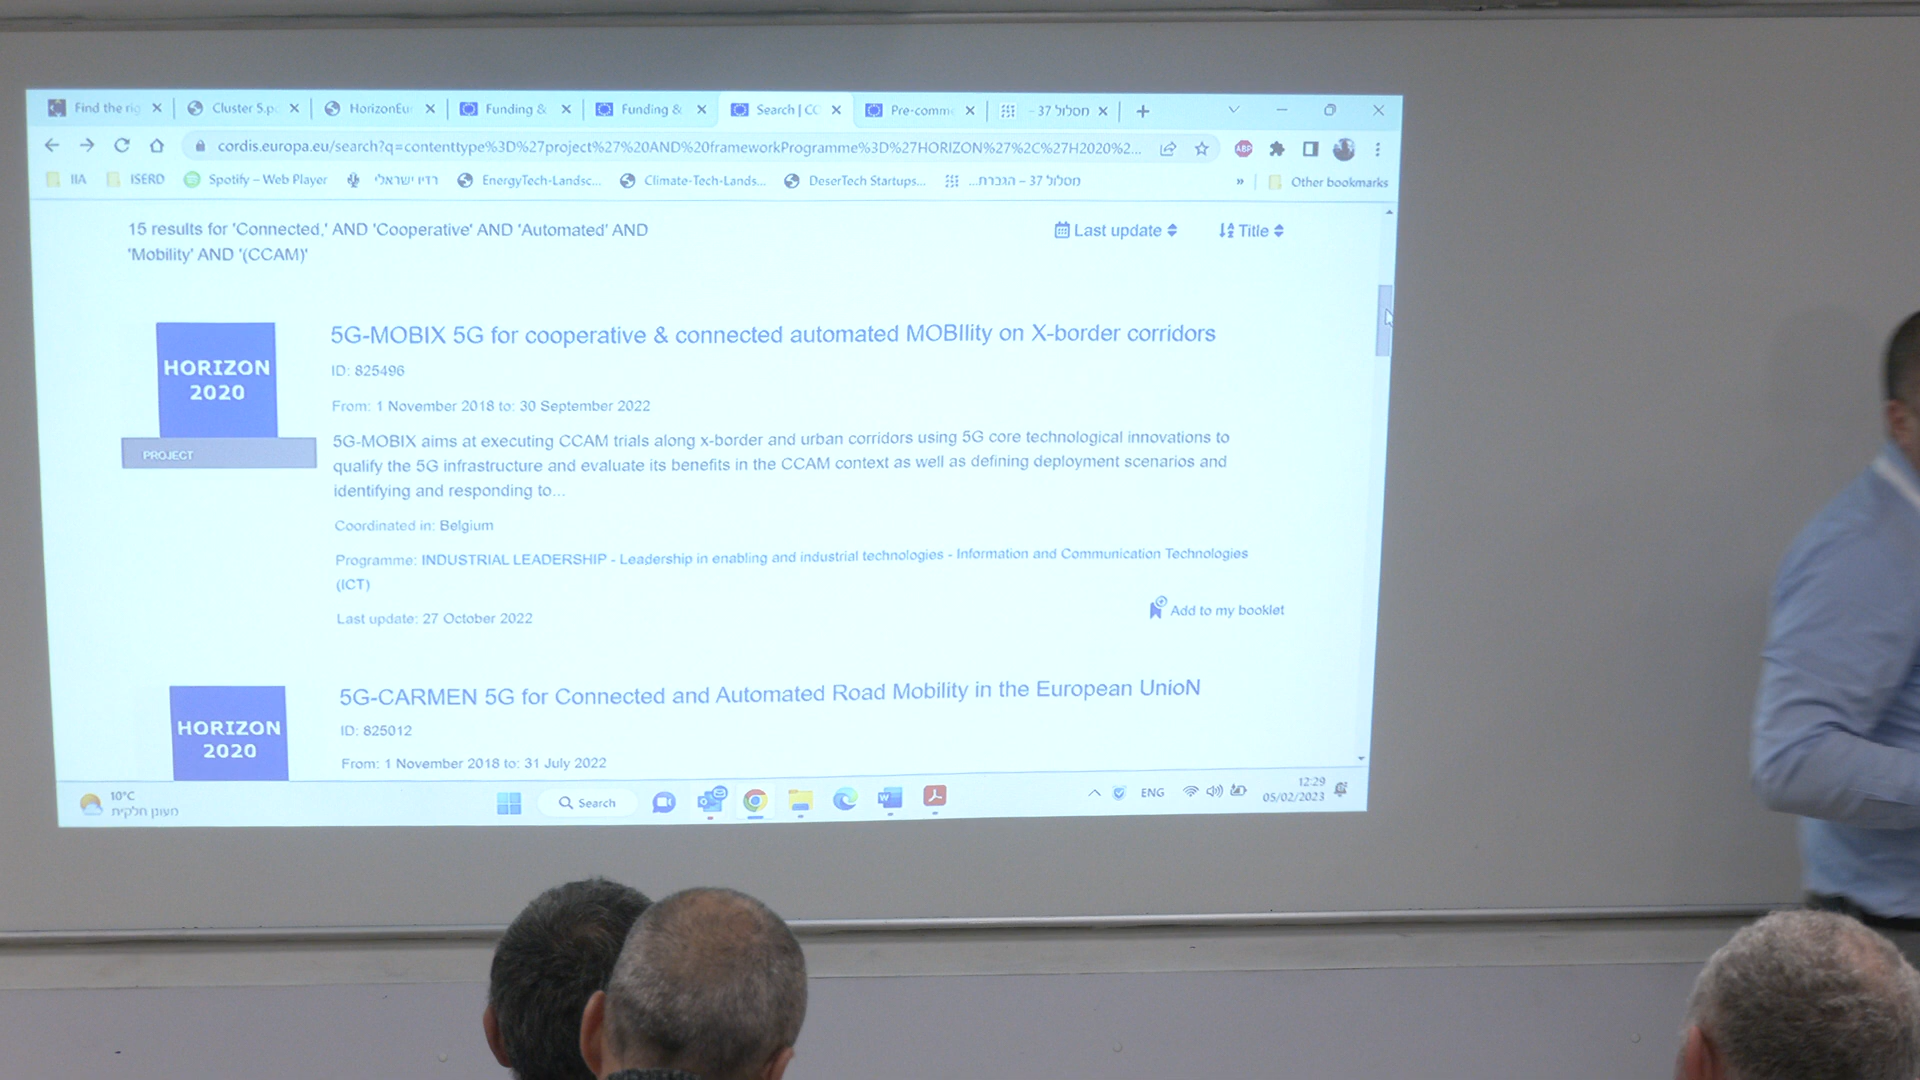 Find the rig
Cluster 5.p
HorizonEu
Funding &
Funding &
Search | CC
Pre-comm
מסלול 37 -
cordis.europa.eu/search?q=contenttype%3D%27project%27%20AND%20frameworkProgramme%3D%27HORIZON%27%2C%27H2020%2...
ABP
IIA
ISERD
Spotify – Web Player
רדיו ישראלי
EnergyTech-Landsc...
Climate-Tech-Lands...
DeserTech Startups...
מסלול 37 – הגברת...
»
Other bookmarks
15 results for 'Connected,' AND 'Cooperative' AND 'Automated' AND
'Mobility' AND '(CCAM)'
Last update
Title
HORIZON
2020
PROJECT
5G-MOBIX 5G for cooperative & connected automated MOBIlity on X-border corridors
ID: 825496
From: 1 November 2018 to: 30 September 2022
5G-MOBIX aims at executing CCAM trials along x-border and urban corridors using 5G core technological innovations to
qualify the 5G infrastructure and evaluate its benefits in the CCAM context as well as defining deployment scenarios and
identifying and responding to...
Coordinated in: Belgium
Programme: INDUSTRIAL LEADERSHIP - Leadership in enabling and industrial technologies - Information and Communication Technologies
(ICT)
Last update: 27 October 2022
Add to my booklet
HORIZON
2020
5G-CARMEN 5G for Connected and Automated Road Mobility in the European UnioN
ID: 825012
From: 1 November 2018 to: 31 July 2022
10°C
מעונן חלקית
Search
ENG
12:29
05/02/2023